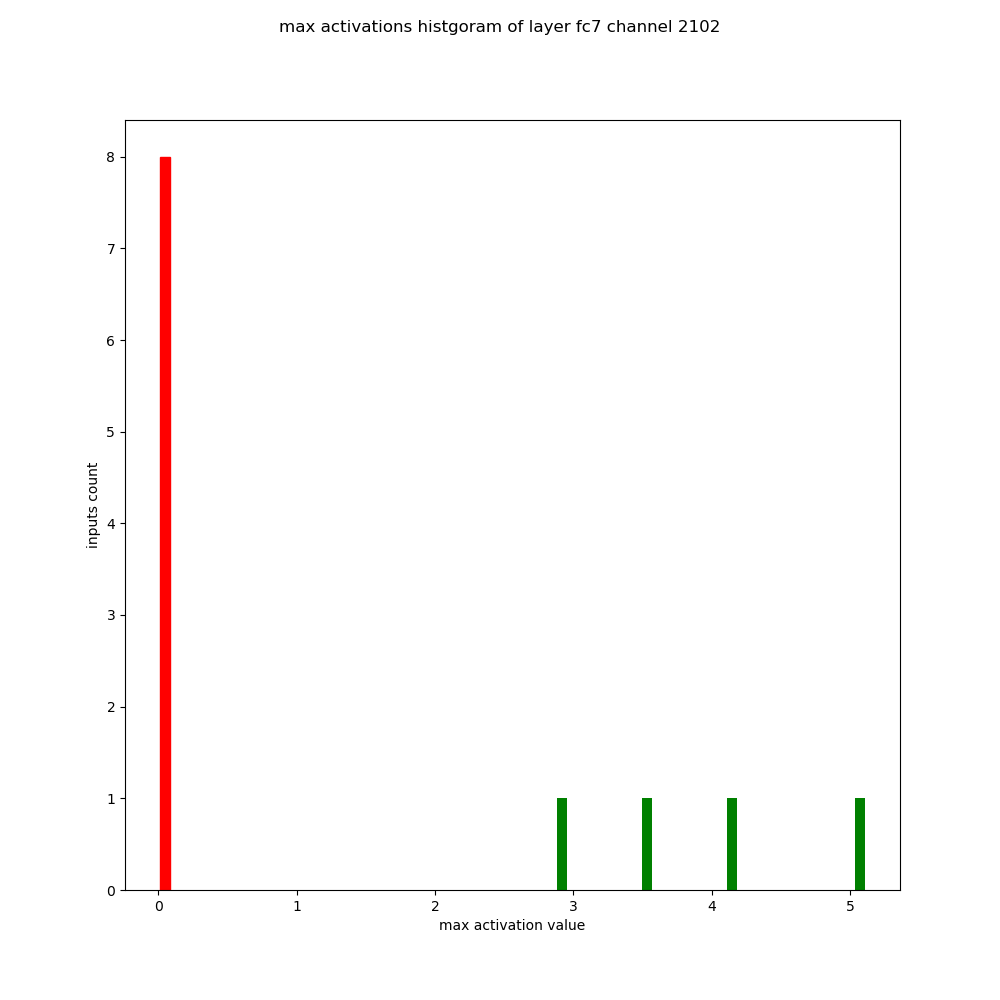 max activations histgoram of layer fc7 channel 2102
8
7
6
5
4
3
2
1
0
inputs count
0 1 2 3 4 5
max activation value